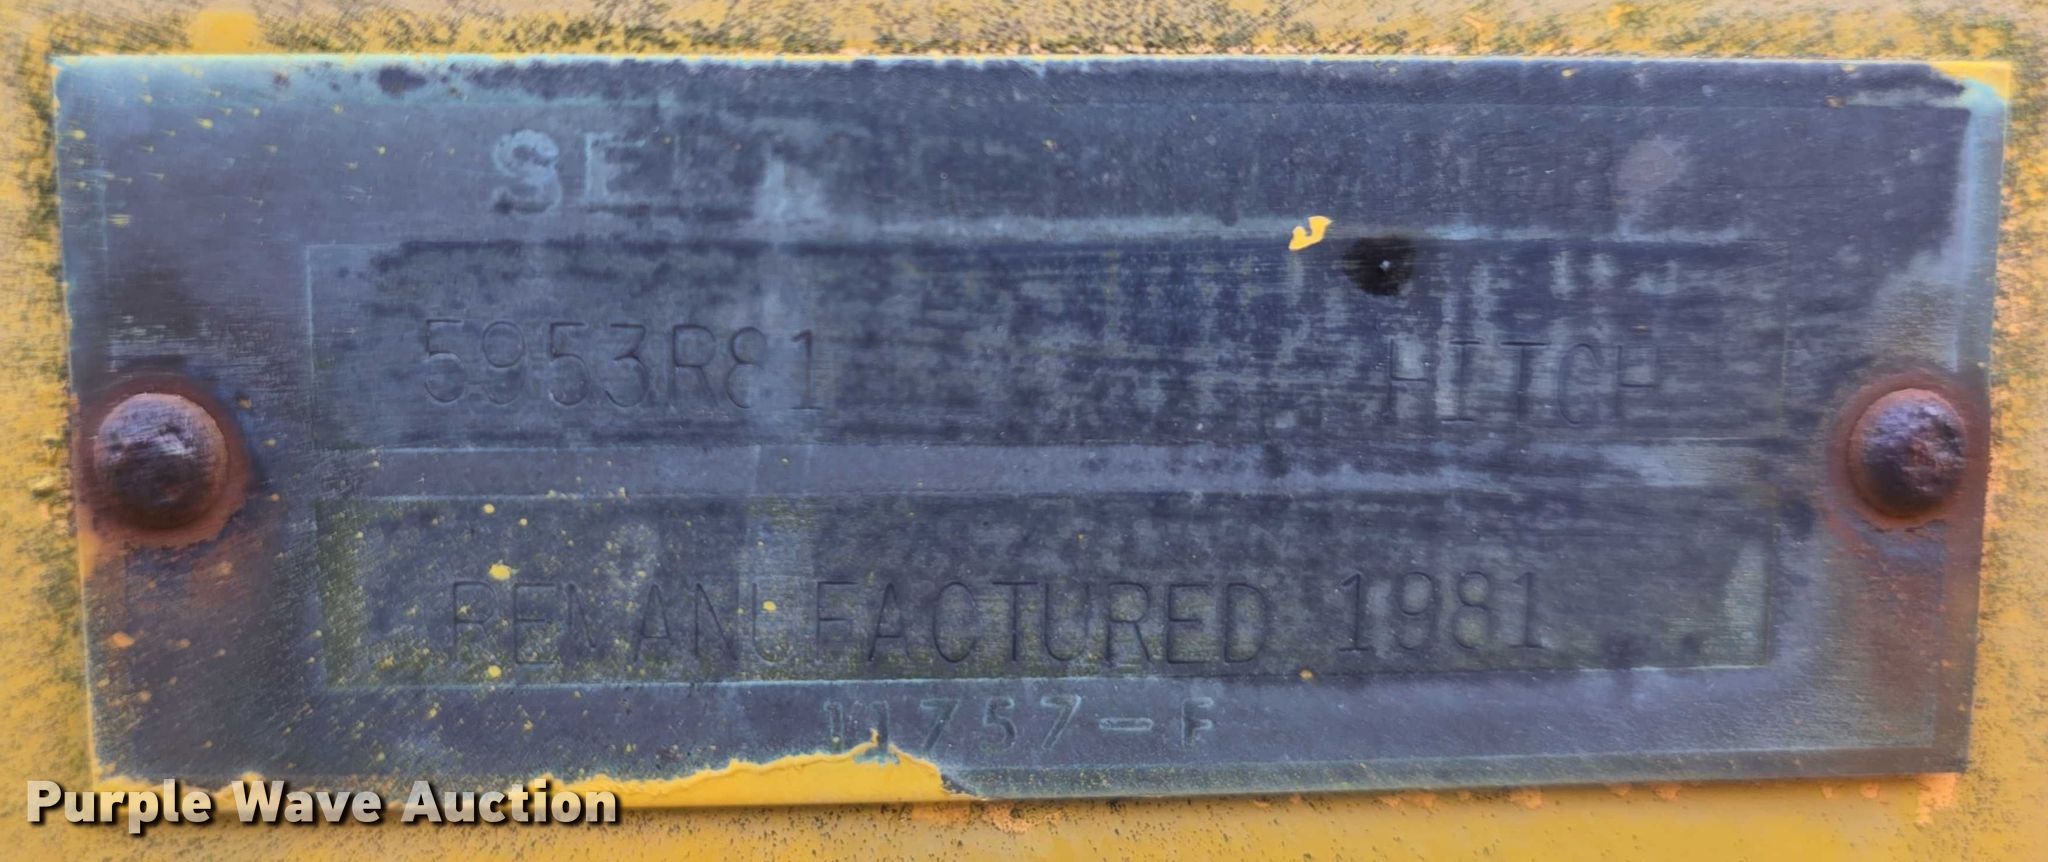 5953R81 HITCH
REMANUFACTURED 1981
11757-F
Purple Wave Auction